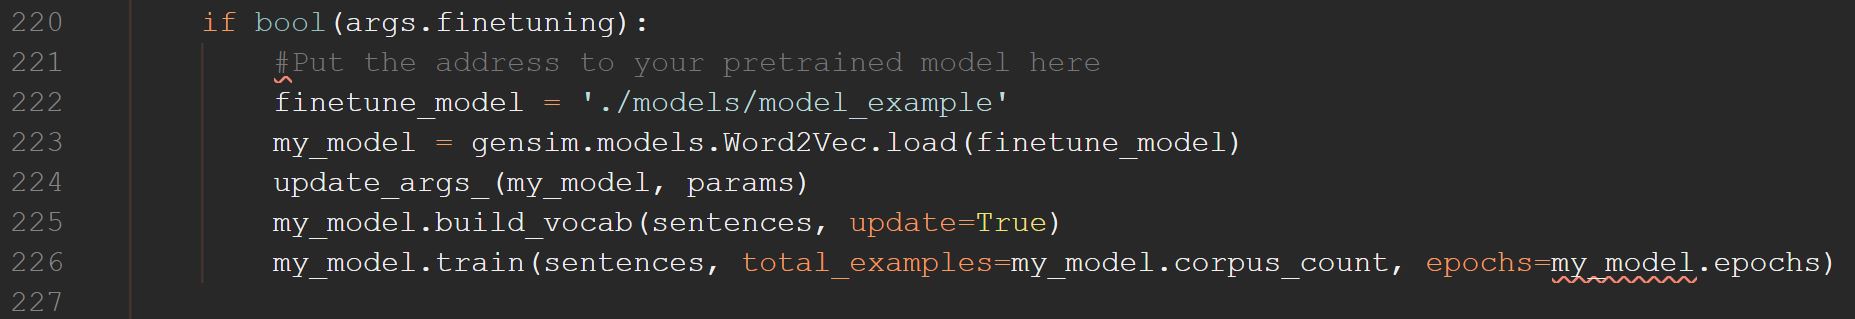 220 if bool(args.finetuning):
221 #Put the address to your pretrained model here
222 finetune_model = './models/model_example'
223 my_model = gensim.models.Word2Vec.load(finetune_model)
224 update_args_(my_model, params)
225 my_model.build_vocab(sentences, update=True)
226 my_model.train(sentences, total_examples=my_model.corpus_count, epochs=my_model.epochs)
227